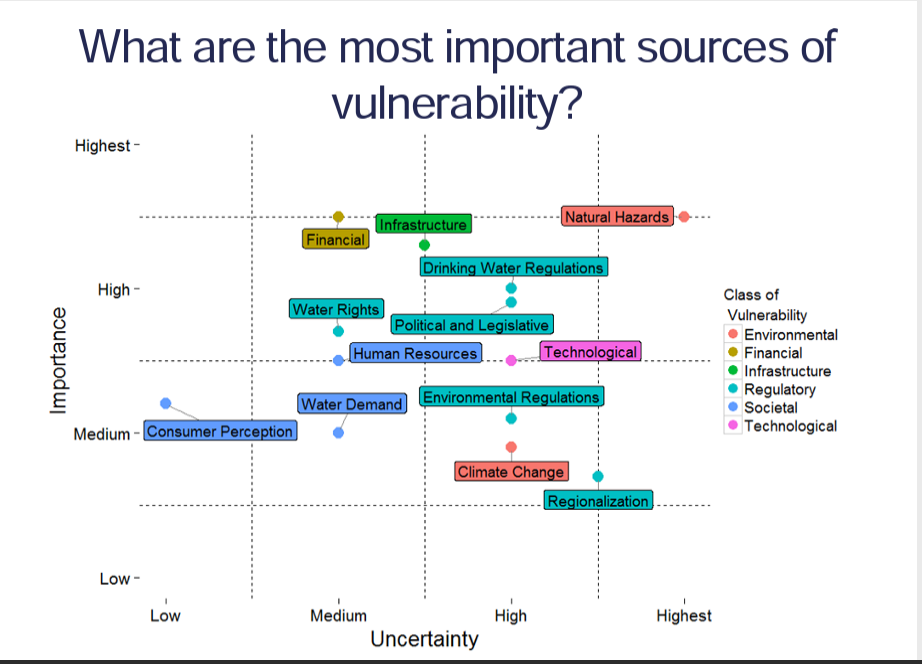 What are the most important sources of
vulnerability?
Highest
High
Medium
Low
Importance
Natural Hazards
Infrastructure
Financial
Drinking Water Regulations
Water Rights
Political and Legislative
Human Resources
Technological
Environmental Regulations
Water Demand
Consumer Perception
Climate Change
Regionalization
Low
Medium
High
Highest
Uncertainty
Class of
Vulnerability
Environmental
Financial
Infrastructure
Regulatory
Societal
Technological